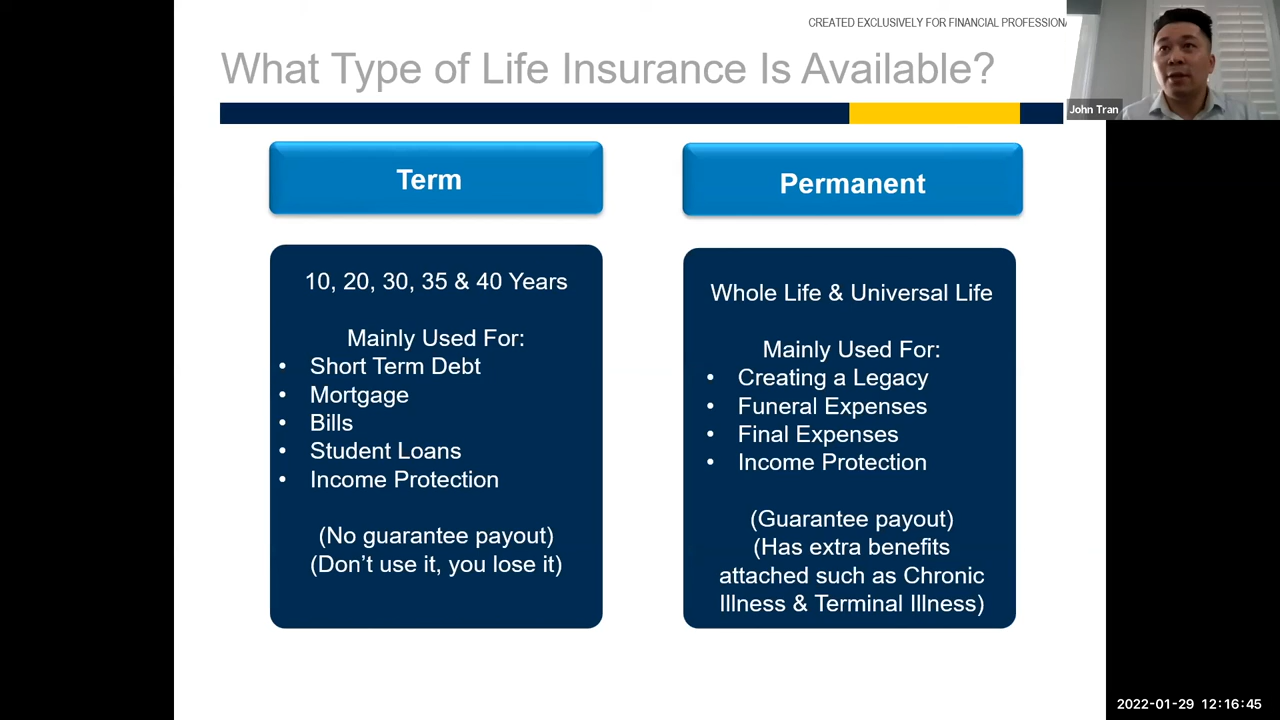 CREATED EXCLUSIVELY FOR FINANCIAL
What Type of Life Insurance Is Available?
John Tran
Term
Permanent
10, 20, 30, 35 & 40 Years
Mainly Used For:
• Short Term Debt
• Mortgage
• Bills
• Student Loans
• Income Protection
(No guarantee payout)
(Don’t use it, you lose it)
Whole Life & Universal Life
Mainly Used For:
• Creating a Legacy
• Funeral Expenses
• Final Expenses
• Income Protection
(Guarantee payout)
(Has extra benefits
attached such as Chronic
Illness & Terminal Illness)
2022-01-29 12:16:45